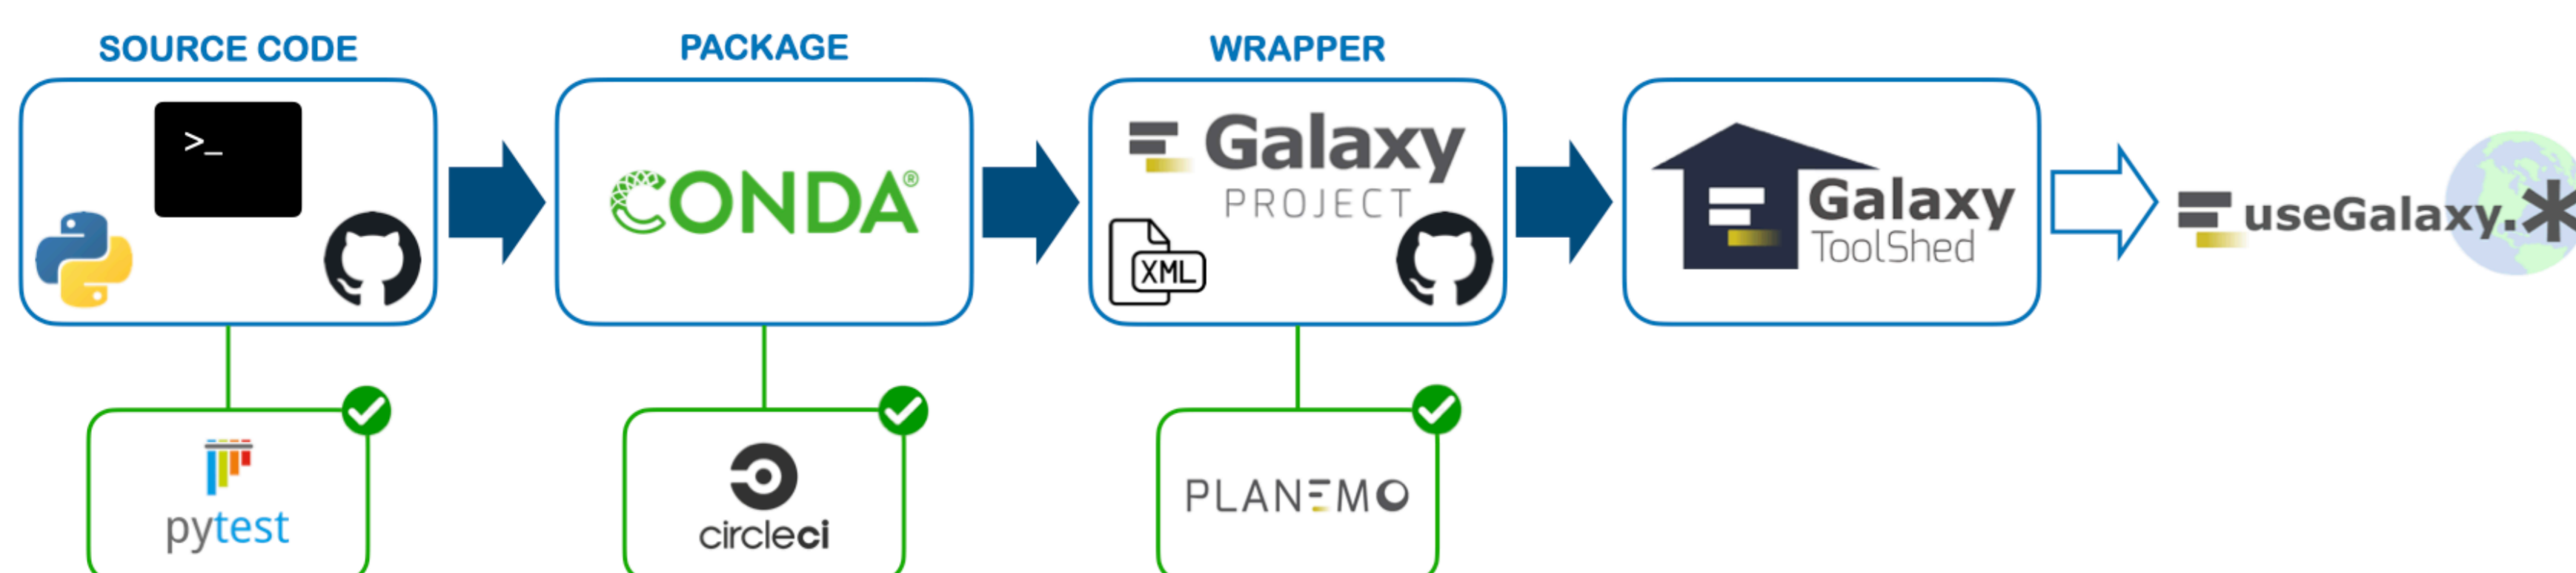 SOURCE CODE
PACKAGE
WRAPPER
>_
CONDA®
Galaxy
PROJECT
XML
Galaxy
ToolShed
useGalaxy.*
pytest
circleci
PLANEMO